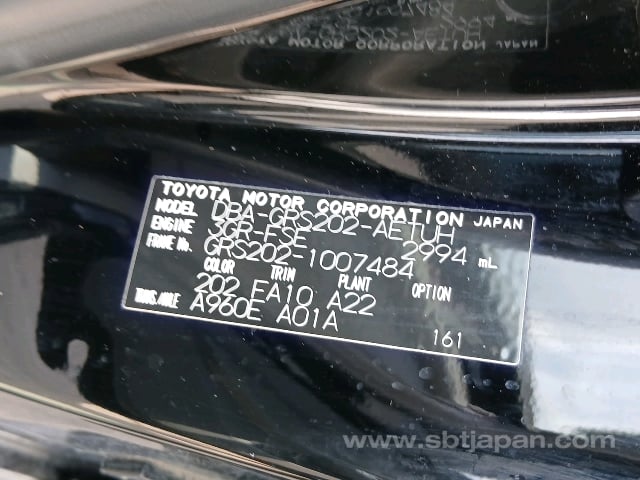 TOYOTA MOTOR CORPORATION JAPAN
MODEL DBA-GRS202-AETUH
ENGINE 3GR-FSE 2994 mL
FRAME No. GRS202-1007484
COLOR TRIM PLANT OPTION
202 FA10 A22
TRANS./AXLE A960E A01A
161
www.sbtjapan.com